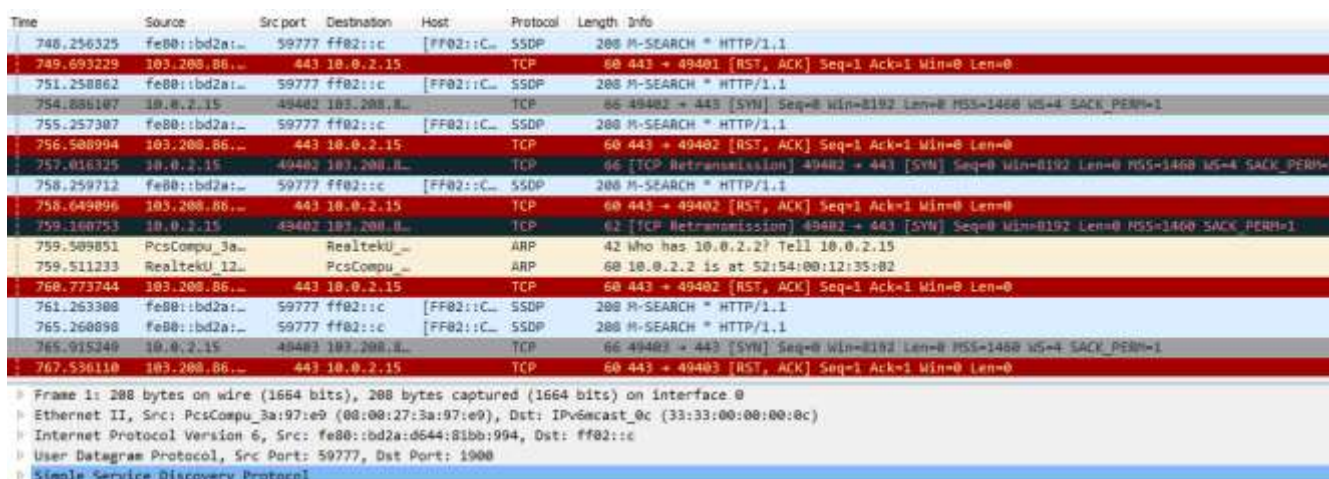 Time Source Src port Destination Host Protocol Length Info
748.256325 fe80::bd2a:… 59777 ff02::c [FF02::C… SSDP 208 M-SEARCH * HTTP/1.1
749.693229 103.208.86.… 443 10.0.2.15 TCP 60 443 → 49401 [RST, ACK] Seq=1 Ack=1 Win=0 Len=0
751.258862 fe80::bd2a:… 59777 ff02::c [FF02::C… SSDP 208 M-SEARCH * HTTP/1.1
754.886107 10.0.2.15 49402 103.208.8… TCP 66 49402 → 443 [SYN] Seq=0 Win=8192 Len=0 MSS=1460 WS=4 SACK_PERM=1
755.257307 fe80::bd2a:… 59777 ff02::c [FF02::C… SSDP 208 M-SEARCH * HTTP/1.1
756.508994 103.208.86.… 443 10.0.2.15 TCP 60 443 → 49402 [RST, ACK] Seq=1 Ack=1 Win=0 Len=0
757.016325 10.0.2.15 49402 103.208.8… TCP 66 [TCP Retransmission] 49402 → 443 [SYN] Seq=0 Win=8192 Len=0 MSS=1460 WS=4 SACK_PERM=
758.259712 fe80::bd2a:… 59777 ff02::c [FF02::C… SSDP 208 M-SEARCH * HTTP/1.1
758.649096 103.208.86.… 443 10.0.2.15 TCP 60 443 → 49402 [RST, ACK] Seq=1 Ack=1 Win=0 Len=0
759.160753 10.0.2.15 49402 103.208.8… TCP 62 [TCP Retransmission] 49402 → 443 [SYN] Seq=0 Win=8192 Len=0 MSS=1460 SACK_PERM=1
759.509851 PcsCompu_3a… RealtekU_… ARP 42 Who has 10.0.2.2? Tell 10.0.2.15
759.511233 RealtekU_12… PcsCompu_… ARP 60 10.0.2.2 is at 52:54:00:12:35:02
760.773744 103.208.86.… 443 10.0.2.15 TCP 60 443 → 49402 [RST, ACK] Seq=1 Ack=1 Win=0 Len=0
761.263308 fe80::bd2a:… 59777 ff02::c [FF02::C… SSDP 208 M-SEARCH * HTTP/1.1
765.260898 fe80::bd2a:… 59777 ff02::c [FF02::C… SSDP 208 M-SEARCH * HTTP/1.1
765.915249 10.0.2.15 49403 103.208.8… TCP 66 49403 → 443 [SYN] Seq=0 Win=8192 Len=0 MSS=1460 WS=4 SACK_PERM=1
767.536110 103.208.86.… 443 10.0.2.15 TCP 60 443 → 49403 [RST, ACK] Seq=1 Ack=1 Win=0 Len=0
Frame 1: 208 bytes on wire (1664 bits), 208 bytes captured (1664 bits) on interface 0
Ethernet II, Src: PcsCompu_3a:97:e9 (08:00:27:3a:97:e9), Dst: IPv6mcast_0c (33:33:00:00:00:0c)
Internet Protocol Version 6, Src: fe80::bd2a:d644:81bb:994, Dst: ff02::c
User Datagram Protocol, Src Port: 59777, Dst Port: 1900
Simple Service Discovery Protocol